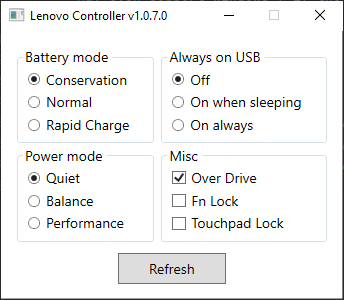 Lenovo Controller v1.0.7.0
Battery mode
Conservation
Normal
Rapid Charge
Always on USB
Off
On when sleeping
On always
Power mode
Quiet
Balance
Performance
Misc
Over Drive
Fn Lock
Touchpad Lock
Refresh